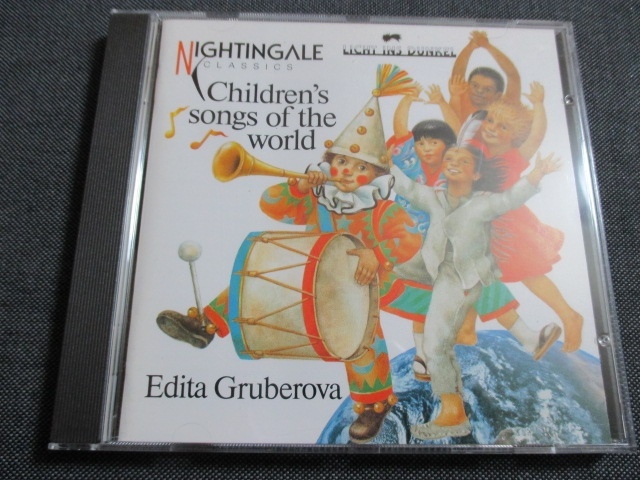 NIGHTINGALE
CLASSICS
LICHT INS DUNKEL
Children's
songs of the
world
Edita Gruberova